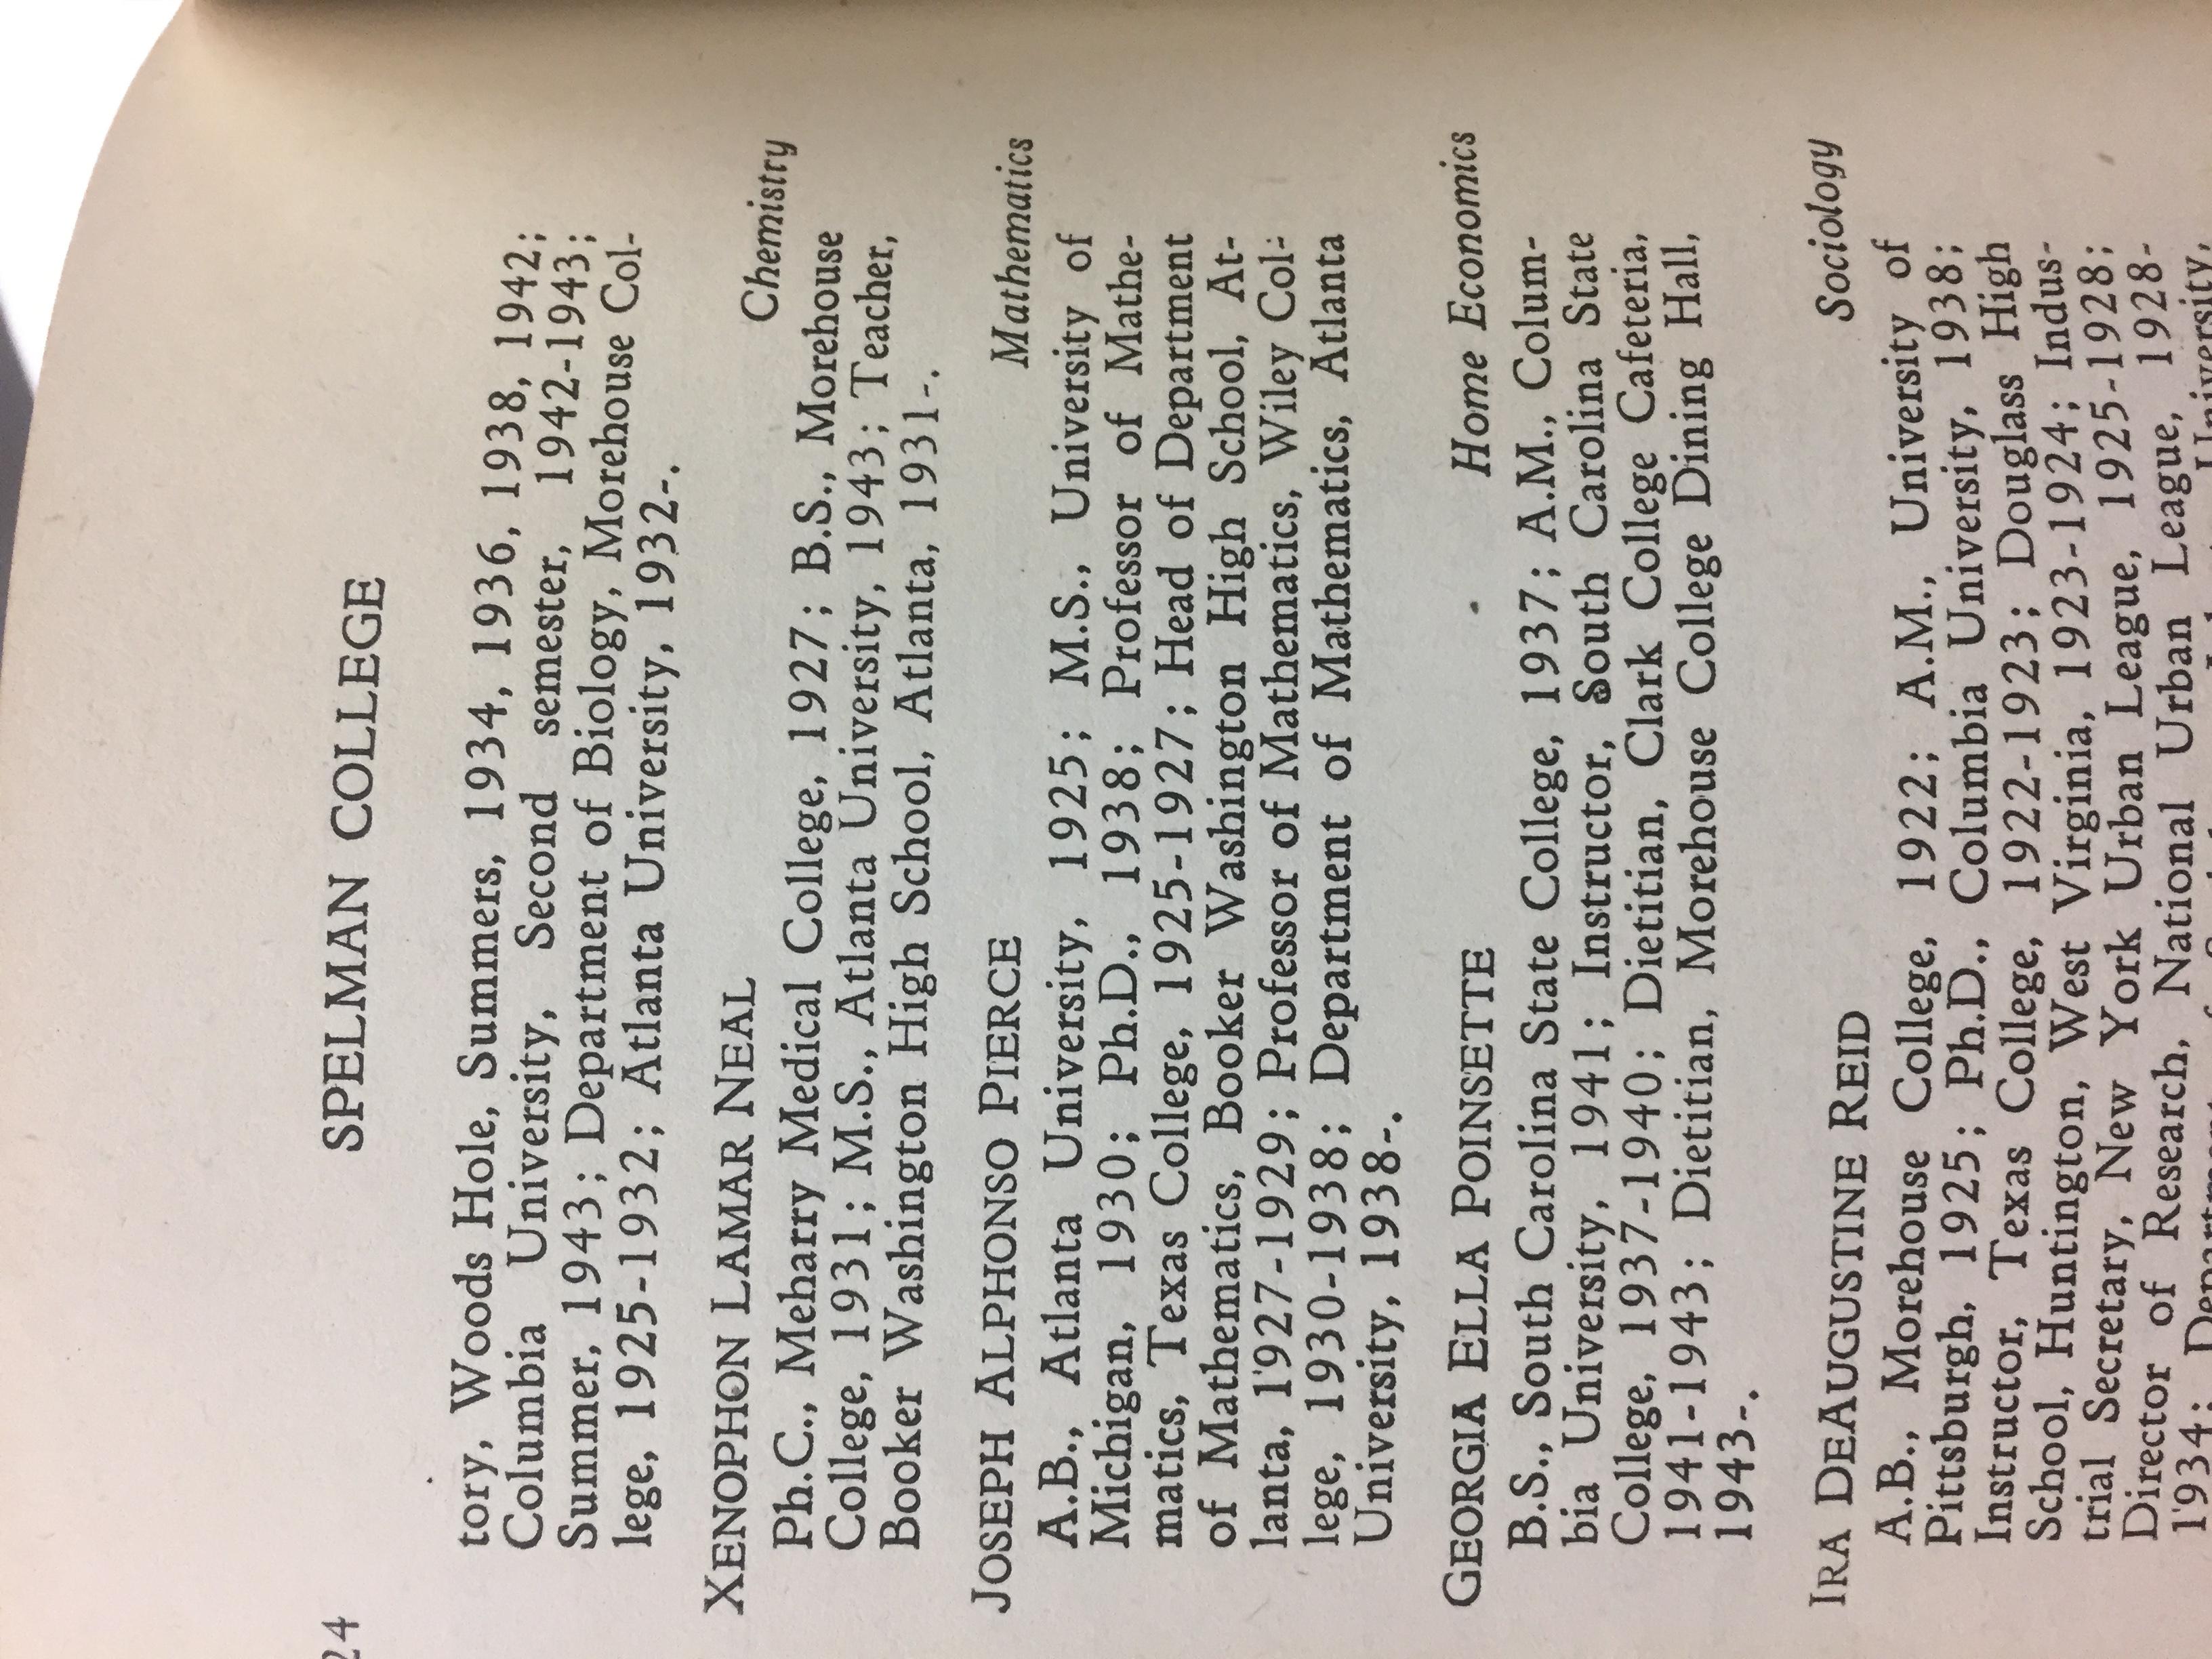 24
SPELMAN COLLEGE
tory, Woods Hole, Summers, 1934, 1936, 1938, 1942;
Columbia University, Second semester, 1942-1943;
Summer, 1943; Department of Biology, Morehouse Col-
lege, 1925-1932; Atlanta University, 1932-.
XENOPHON LAMAR NEAL Chemistry
Ph.C., Meharry Medical College, 1927; B.S., Morehouse
College, 1931; M.S., Atlanta University, 1943; Teacher,
Booker Washington High School, Atlanta, 1931-.
JOSEPH ALPHONSO PIERCE Mathematics
A.B., Atlanta University, 1925; M.S., University of
Michigan, 1930; Ph.D., 1938; Professor of Mathe-
matics, Texas College, 1925-1927; Head of Department
of Mathematics, Booker Washington High School, At-
lanta, 1927-1929; Professor of Mathematics, Wiley Col-
lege, 1930-1938; Department of Mathematics, Atlanta
University, 1938-.
GEORGIA ELLA POINSETTE Home Economics
B.S., South Carolina State College, 1937; A.M., Colum-
bia University, 1941; Instructor, South Carolina State
College, 1937-1940; Dietitian, Clark College Cafeteria,
1941-1943; Dietitian, Morehouse College Dining Hall,
1943-.
IRA DEAUGUSTINE REID Sociology
A.B., Morehouse College, 1922; A.M., University of
Pittsburgh, 1925; Ph.D., Columbia University, 1938;
Instructor, Texas College, 1922-1923; Douglass High
School, Huntington, West Virginia, 1923-1924; Indus-
trial Secretary, New York Urban League, 1925-1928;
Director of Research, National Urban League, 1928-
1934; University,